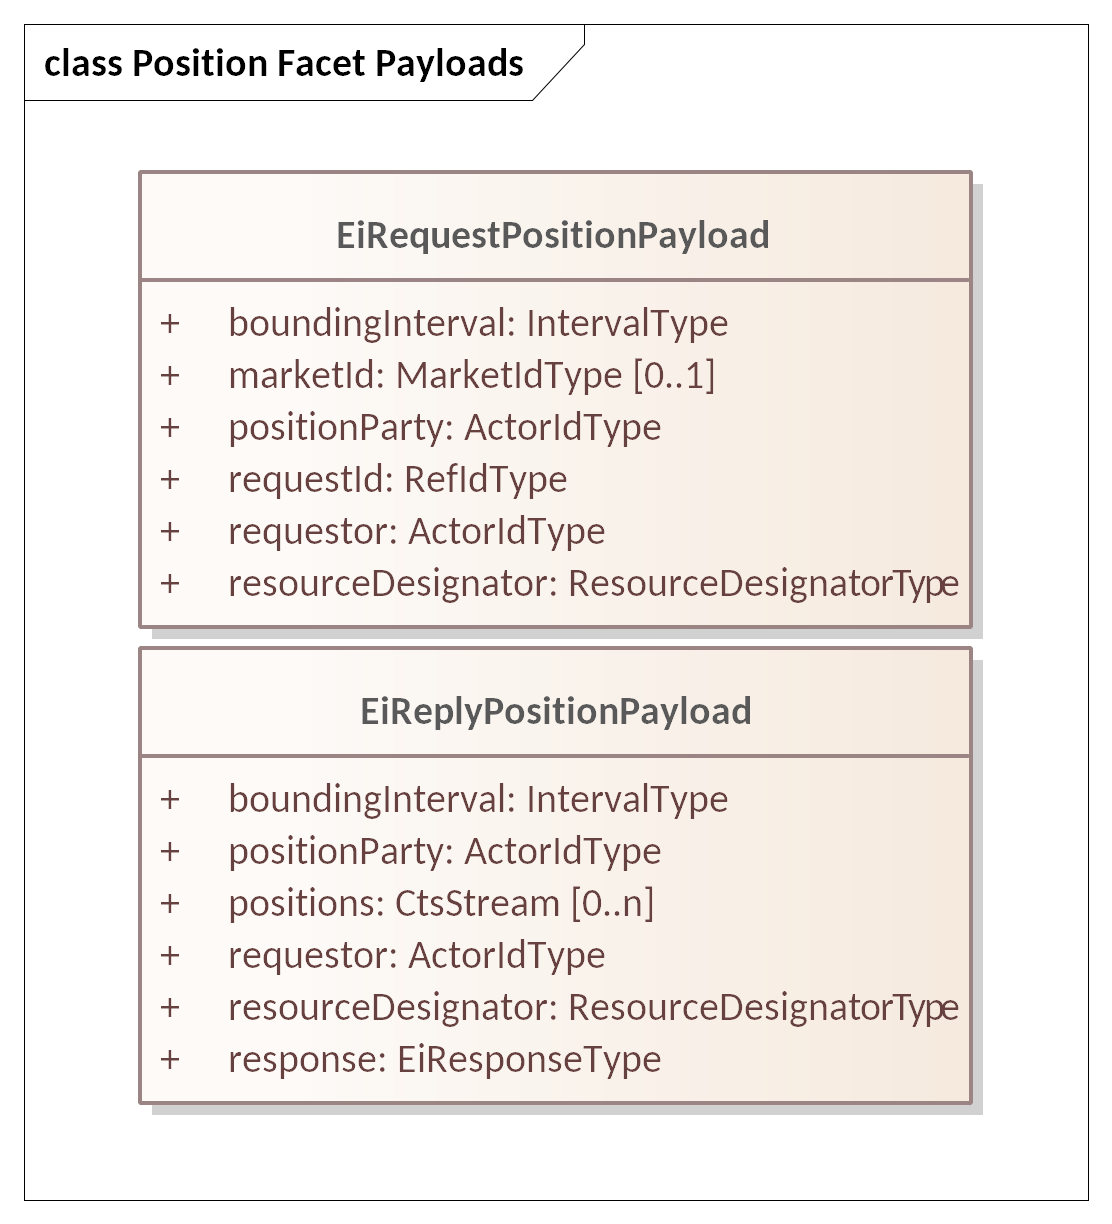 class Position Facet Payloads
EiRequestPositionPayload
+ boundingInterval: IntervalType
+ marketId: MarketIdType [0..1]
+ positionParty: ActorIdType
+ requestId: RefIdType
+ requestor: ActorIdType
+ resourceDesignator: ResourceDesignatorType
EiReplyPositionPayload
+ boundingInterval: IntervalType
+ positionParty: ActorIdType
+ positions: CtsStream [0..n]
+ requestor: ActorIdType
+ resourceDesignator: ResourceDesignatorType
+ response: EiResponseType